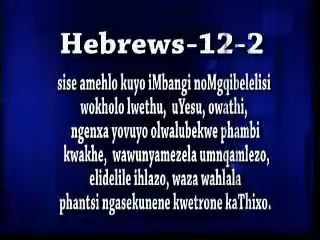 Hebrews-12-2
sise amehlo kuyo iMbangi noMgqibelelisi
wokholo lwethu, uYesu, owathi,
ngenxa yovuyo olwalubekwe phambi
kwakhe, wawunyamezela umnqamlezo,
elidelile ihlazo, waza wahlala
phantsi ngasekunene kwetrone kaThixo.